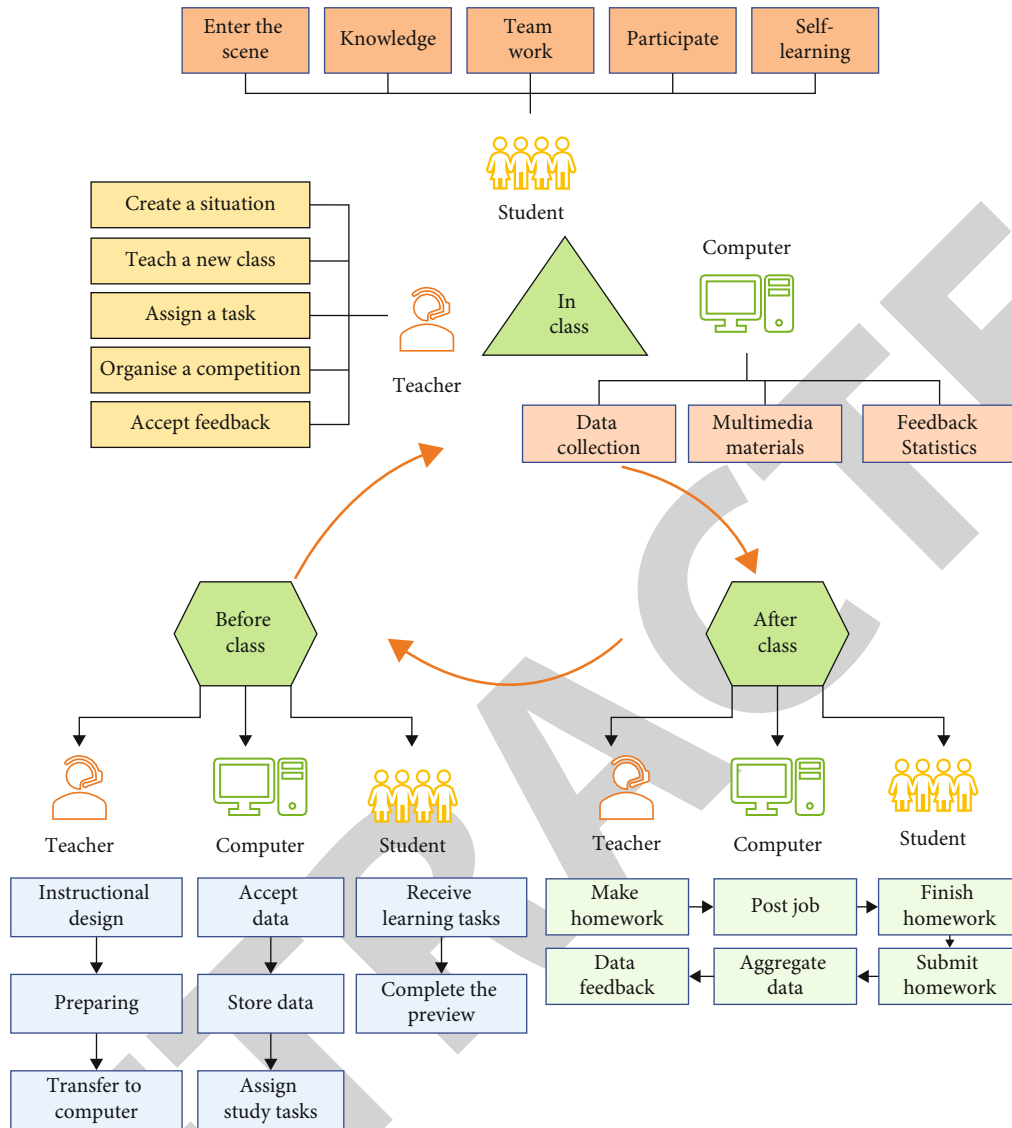 Enter the
scene
Knowledge
Team
work
Participate
Self-
learning
Student
Create a situation
Teach a new class
Assign a task
Organise a competition
Accept feedback
Teacher
In
class
Computer
Data
collection
Multimedia
materials
Feedback
Statistics
Before
class
After
class
Teacher
Computer
Student
Teacher
Computer
Student
Instructional
design
Preparing
Transfer to
computer
Accept
data
Store data
Assign
study tasks
Receive
learning tasks
Complete the
preview
Make
homework
Post job
Finish
homework
Data
feedback
Aggregate
data
Submit
homework